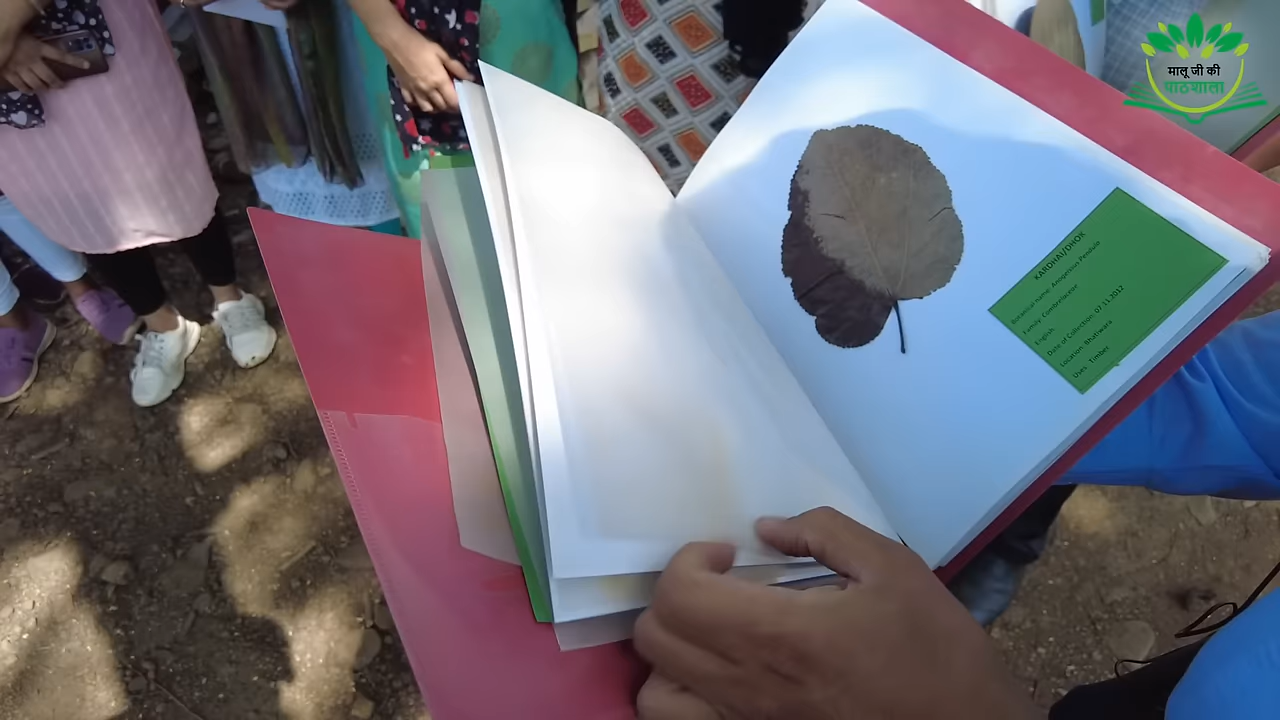 मालू जी की
पाठशाला
KARDHAI/DHOK
Botanical name: Anogeissus Pendula
Family: Combretaceae
English:
Date of Collection: 07.11.2012
Location: Bhatiwara
Uses: Timber